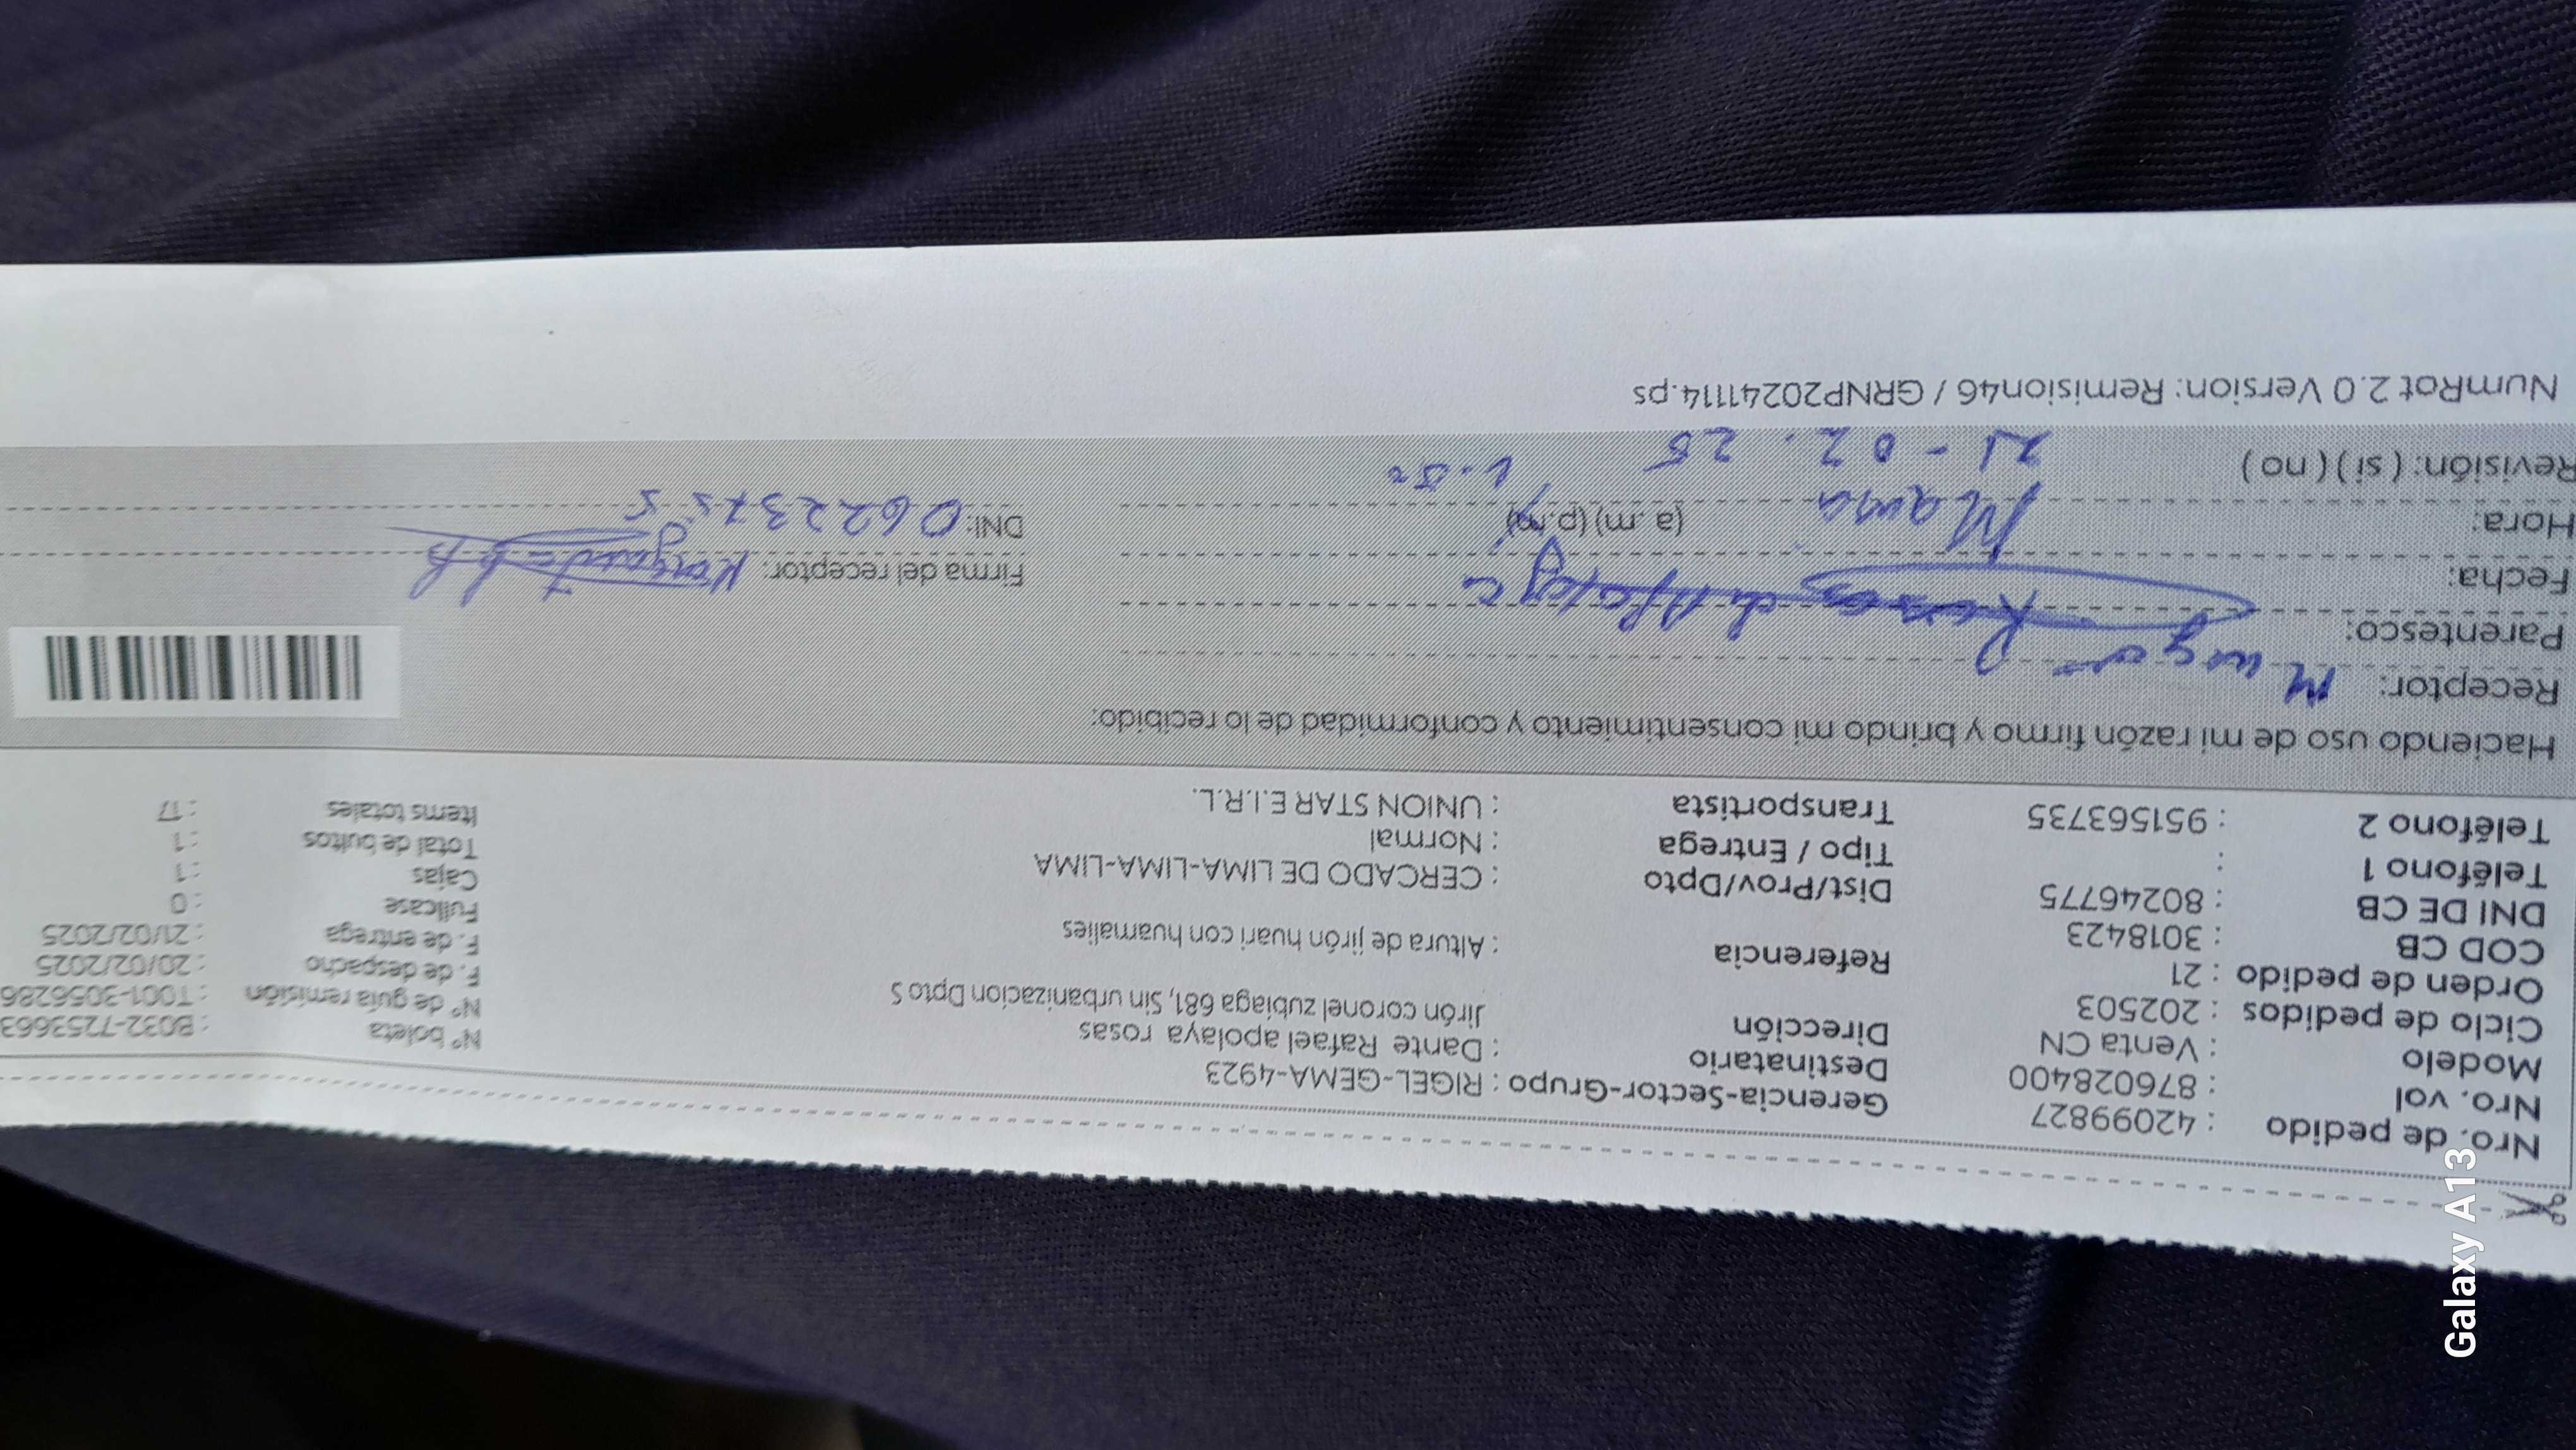 Nro. de pedido : 42099827
Nro. vol : 876028400
Modelo : Venta CN
Ciclo de pedidos : 202503
Orden de pedido : 21
COD CB : 3018423
DNI DE CB : 80246775
Teléfono 1 :
Teléfono 2 : 951563735
Gerencia-Sector-Grupo : RIGEL-GEMA-4923
Destinatario : Dante Rafael apolaya rosas
Dirección Jirón coronel zubiaga 681, Sin urbanizacion Dpto S
Referencia : Altura de jirón huari con huamalies
Dist/Prov/Dpto : CERCADO DE LIMA-LIMA-LIMA
Tipo / Entrega : Normal
Transportista : UNION STAR E.I.R.L.
Nº boleta : B032-7253663
Nº de guía remisión : T001-3056286
F. de despacho : 20/02/2025
F. de entrega : 21/02/2025
Fullcase : 0
Cajas : 1
Total de bultos : 1
Items totales : 17
Haciendo uso de mi razón firmo y brindo mi consentimiento y conformidad de lo recibido:
Receptor:
Parentesco: Mamá
Fecha: 21-02.25
Hora: (a.m) (p.m)
Revisión: ( si ) ( no )
Firma del receptor:
DNI: 06223755
NumRot 2.0 Version: Remision46 / GRNP20241114.ps
Galaxy A13